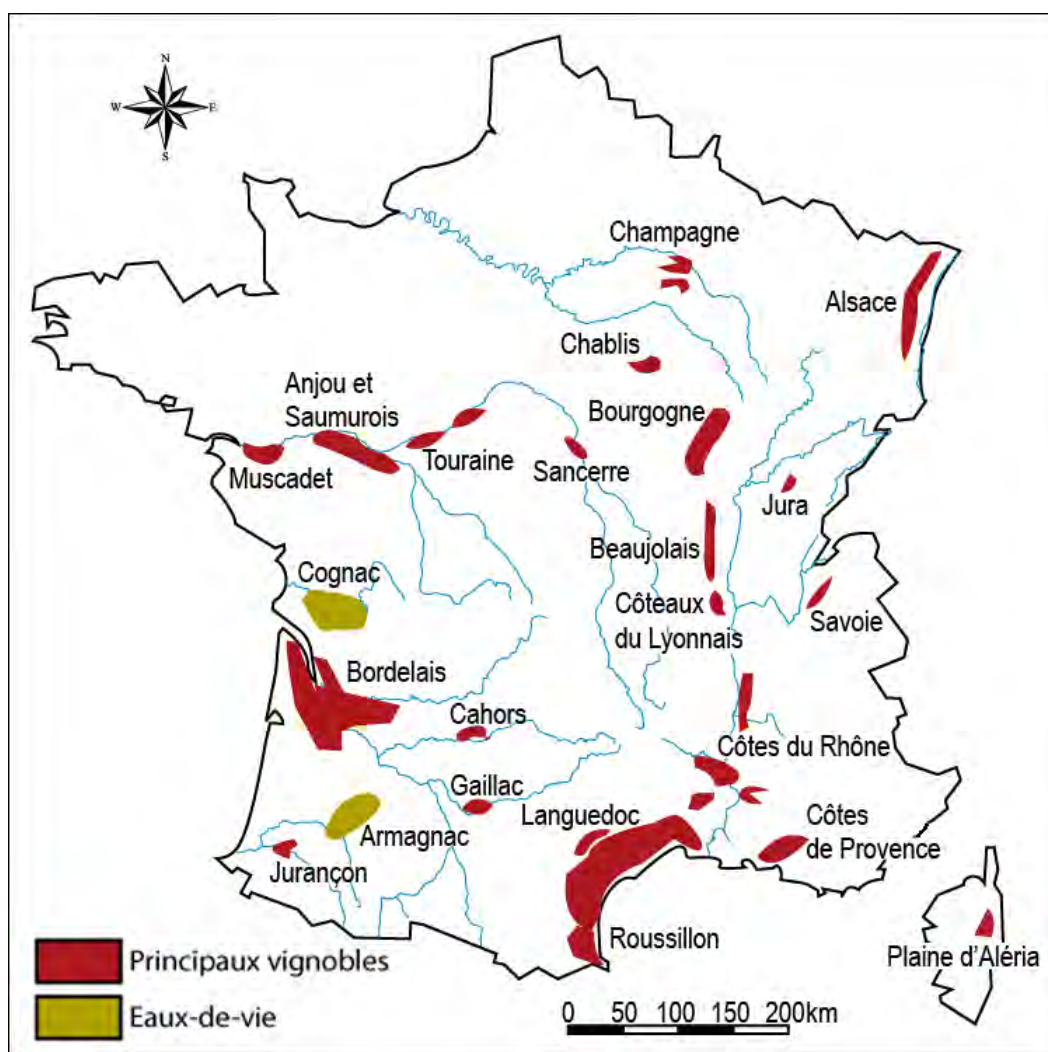 N
W
E
S
Champagne
Alsace
Chablis
Anjou et
Saumurois
Bourgogne
Muscadet
Touraine
Sancerre
Jura
Beaujolais
Cognac
Côteaux
du Lyonnais
Savoie
Bordelais
Cahors
Côtes du Rhône
Gaillac
Languedoc
Armagnac
Côtes
de Provence
Jurançon
Roussillon
Plaine d'Aléria
Principaux vignobles
Eaux-de-vie
0 50 100 150 200km